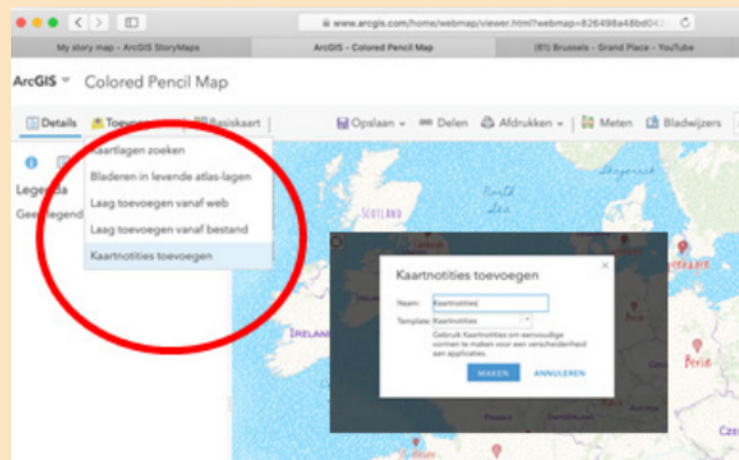 www.arcgis.com/home/webmap/viewer.html?webmap=826498a48bd042
My story map - ArcGIS StoryMaps
ArcGIS - Colored Pencil Map
(61) Brussels - Grand Place - YouTube
ArcGIS Colored Pencil Map
Details
Basiskaart
Opslaan
Delen
Afdrukken
Meten
Bladwijzers
Kaartlagen zoeken
Bladeren in levende atlas-lagen
Laag toevoegen vanaf web
Laag toevoegen vanaf bestand
Kaartnotities toevoegen
Legenda
North
Sea
SCOTLAND
IRELAN
Kaartnotities toevoegen
Naam: Kaartnotities
Template: Kaartnotities
Gebruik Kaartnotities om eenvoudige
vormen te maken voor een verscheidenheid
aan applicaties.
MAKEN ANNULEREN
Cze